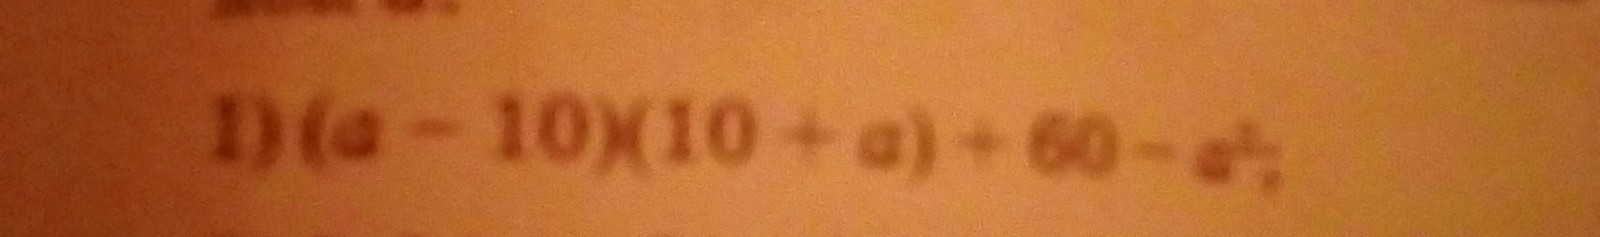 1) (a − 10)(10 + a) + 60 − a²;